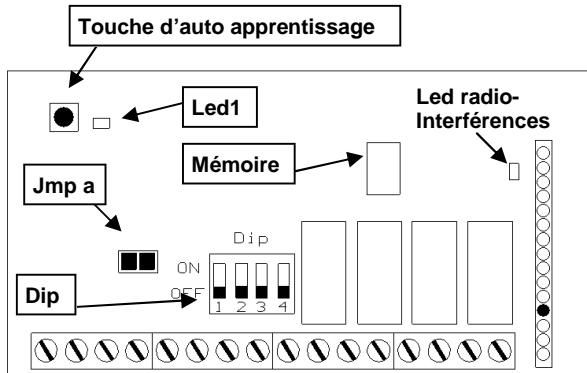 Touche d’auto apprentissage
Led1
Led radio-
Interférences
Mémoire
Jmp a
Dip
ON
Dip
OFF
1 2 3 4